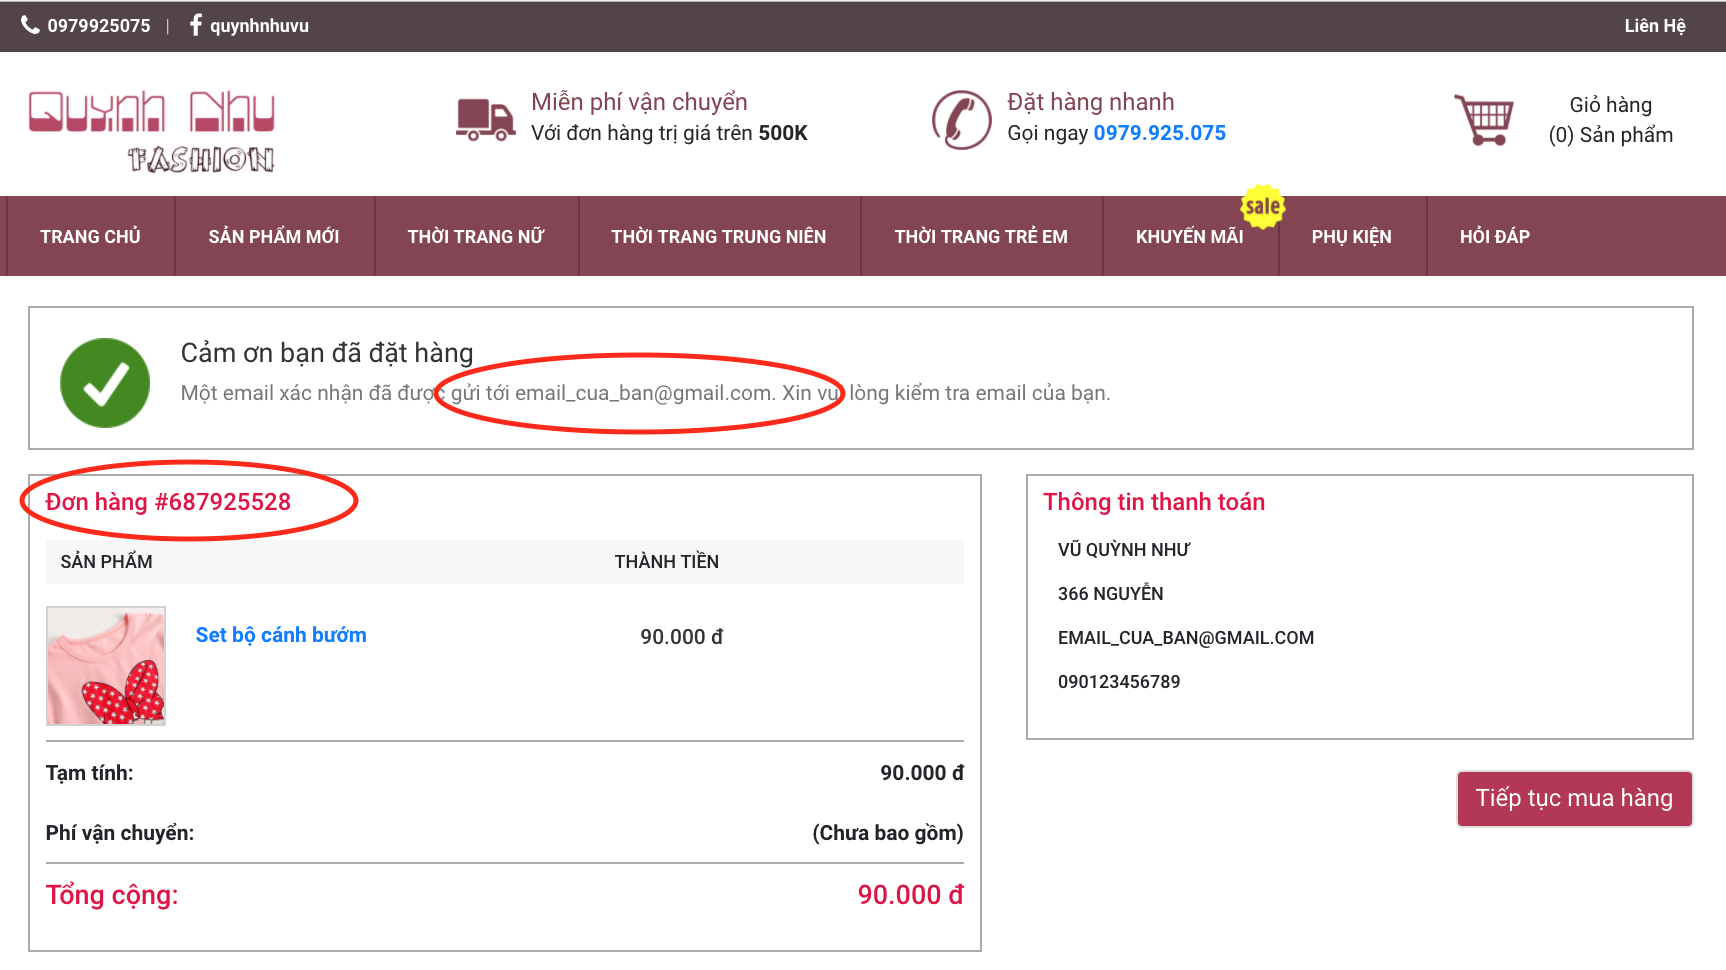 0979925075 | quynhnhuvu
Liên Hệ
Quỳnh Như
FASHION
Miễn phí vận chuyển
Với đơn hàng trị giá trên 500K
Đặt hàng nhanh
Gọi ngay 0979.925.075
Giỏ hàng
(0) Sản phẩm
sale
TRANG CHỦ
SẢN PHẨM MỚI
THỜI TRANG NỮ
THỜI TRANG TRUNG NIÊN
THỜI TRANG TRẺ EM
KHUYẾN MÃI
PHỤ KIỆN
HỎI ĐÁP
Cảm ơn bạn đã đặt hàng
Một email xác nhận đã được gửi tới email_cua_ban@gmail.com. Xin vui lòng kiểm tra email của bạn.
Đơn hàng #687925528
SẢN PHẨM
THÀNH TIỀN
Set bộ cánh bướm
90.000 đ
Tạm tính:
90.000 đ
Phí vận chuyển:
(Chưa bao gồm)
Tổng cộng:
90.000 đ
Thông tin thanh toán
VŨ QUỲNH NHƯ
366 NGUYỄN
EMAIL_CUA_BAN@GMAIL.COM
090123456789
Tiếp tục mua hàng